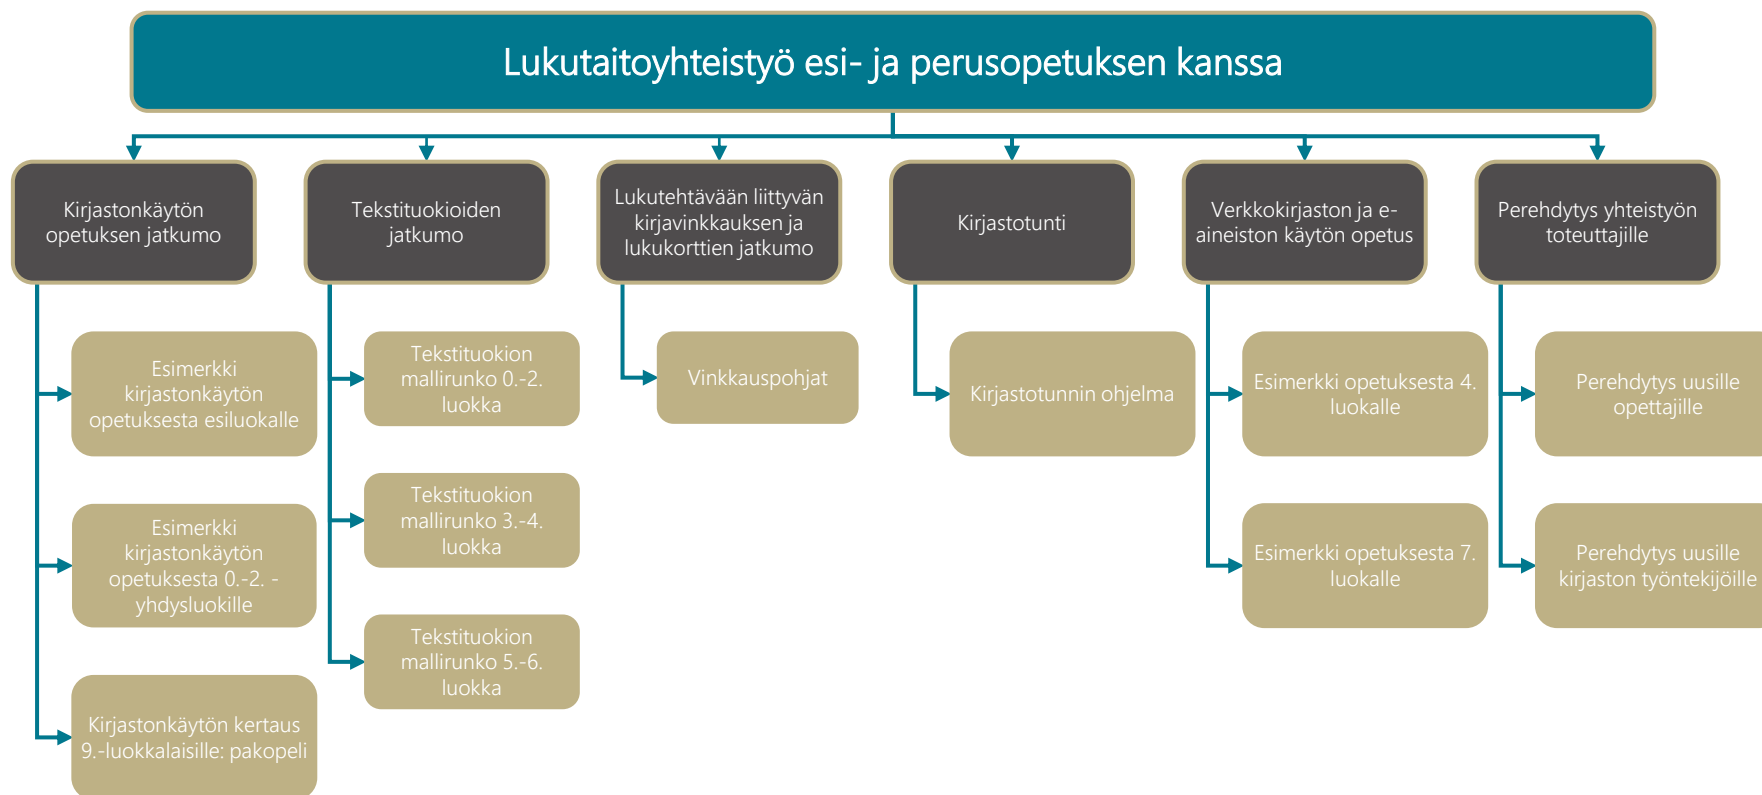 Lukutaitoyhteistyö esi- ja perusopetuksen kanssa
Kirjastonkäytön
opetuksen jatkumo
Tekstituokioiden
jatkumo
Lukutehtävään liittyvän
kirjavinkkauksen ja
lukukorttien jatkumo
Kirjastotunti
Verkkokirjaston ja e-
aineiston käytön opetus
Perehdytys yhteistyön
toteuttajille
Esimerkki
kirjastonkäytön
opetuksesta esiluokalle
Esimerkki
kirjastonkäytön
opetuksesta 0.-2. -
yhdysluokille
Kirjastonkäytön kertaus
9.-luokkalaisille: pakopeli
Tekstituokion
mallirunko 0.-2.
luokka
Tekstituokion
mallirunko 3.-4.
luokka
Tekstituokion
mallirunko 5.-6.
luokka
Vinkkauspohjat
Kirjastotunnin ohjelma
Esimerkki opetuksesta 4.
luokalle
Esimerkki opetuksesta 7.
luokalle
Perehdytys uusille
opettajille
Perehdytys uusille
kirjaston työntekijöille